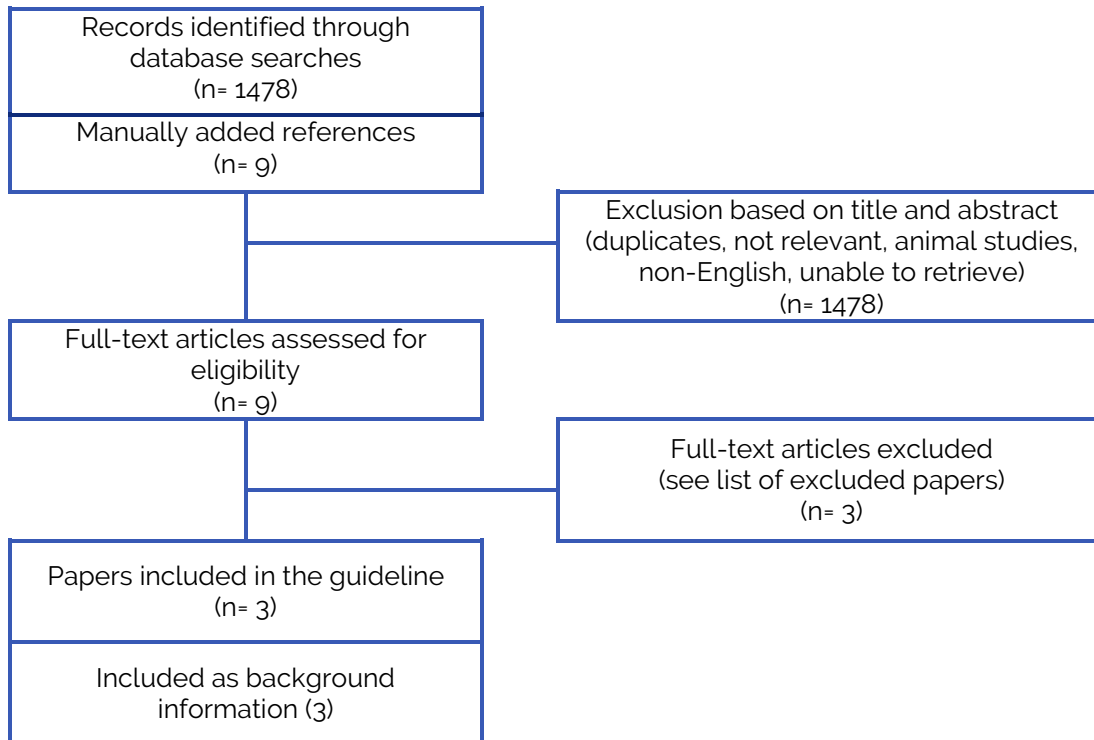 Records identified through
database searches
(n= 1478)
Manually added references
(n= 9)
Exclusion based on title and abstract
(duplicates, not relevant, animal studies,
non-English, unable to retrieve)
(n= 1478)
Full-text articles assessed for
eligibility
(n= 9)
Full-text articles excluded
(see list of excluded papers)
(n= 3)
Papers included in the guideline
(n= 3)
Included as background
information (3)